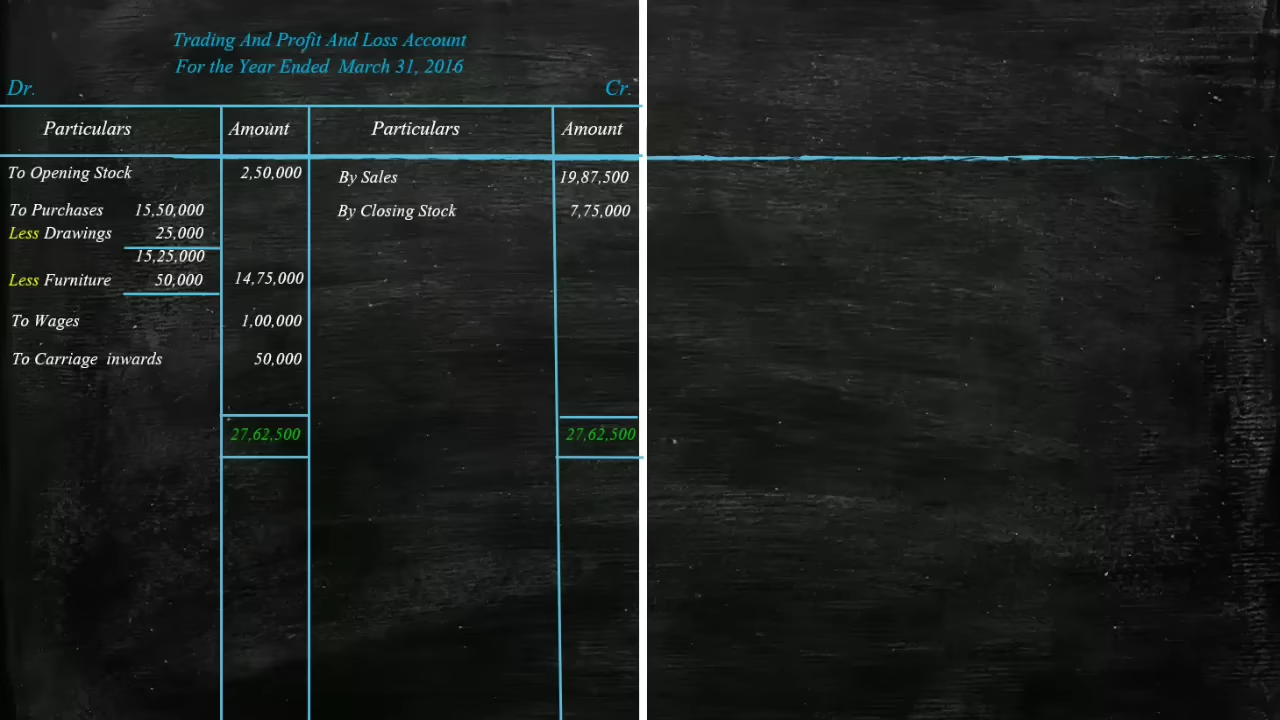 Trading And Profit And Loss Account
For the Year Ended March 31, 2016
Dr. Cr.
Particulars Amount Particulars Amount
To Opening Stock 2,50,000 By Sales 19,87,500
To Purchases 15,50,000 By Closing Stock 7,75,000
Less Drawings 25,000
15,25,000
Less Furniture 50,000 14,75,000
To Wages 1,00,000
To Carriage inwards 50,000
27,62,500 27,62,500